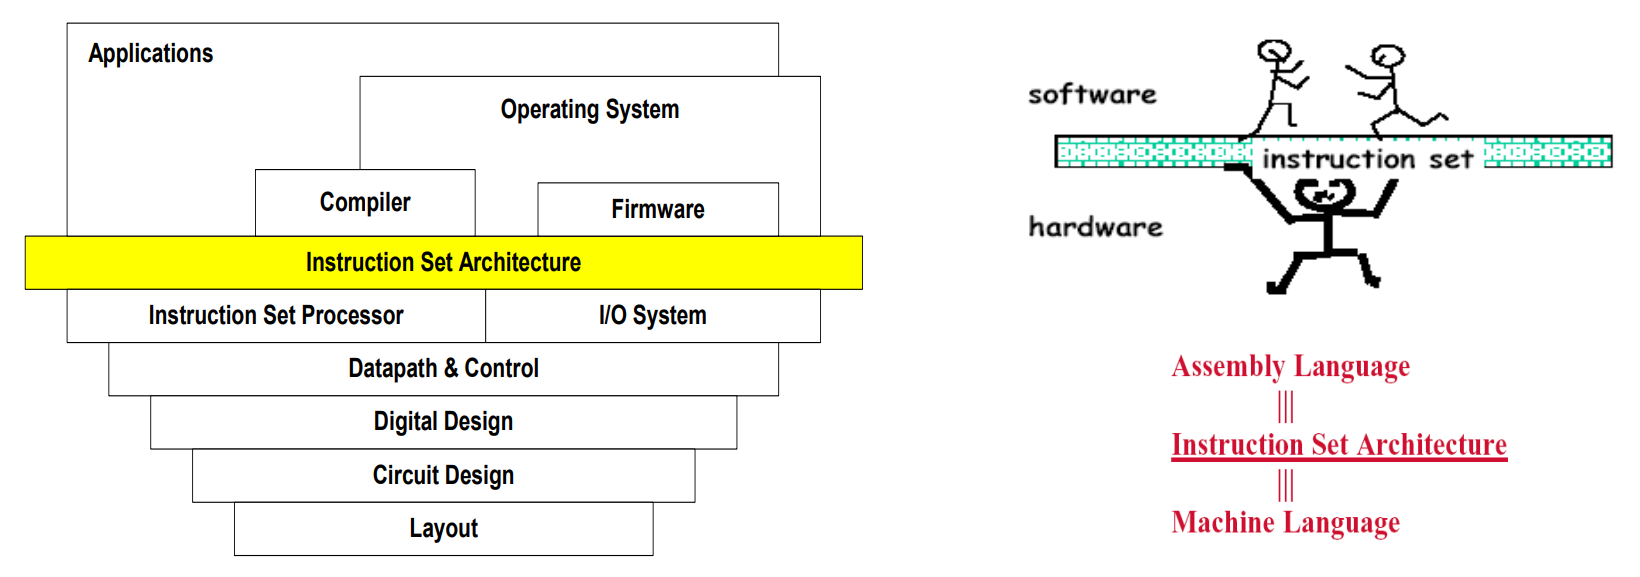 Applications
Operating System
Compiler
Firmware
Instruction Set Architecture
Instruction Set Processor
I/O System
Datapath & Control
Digital Design
Circuit Design
Layout
software
instruction set
hardware
Assembly Language
|||
Instruction Set Architecture
|||
Machine Language